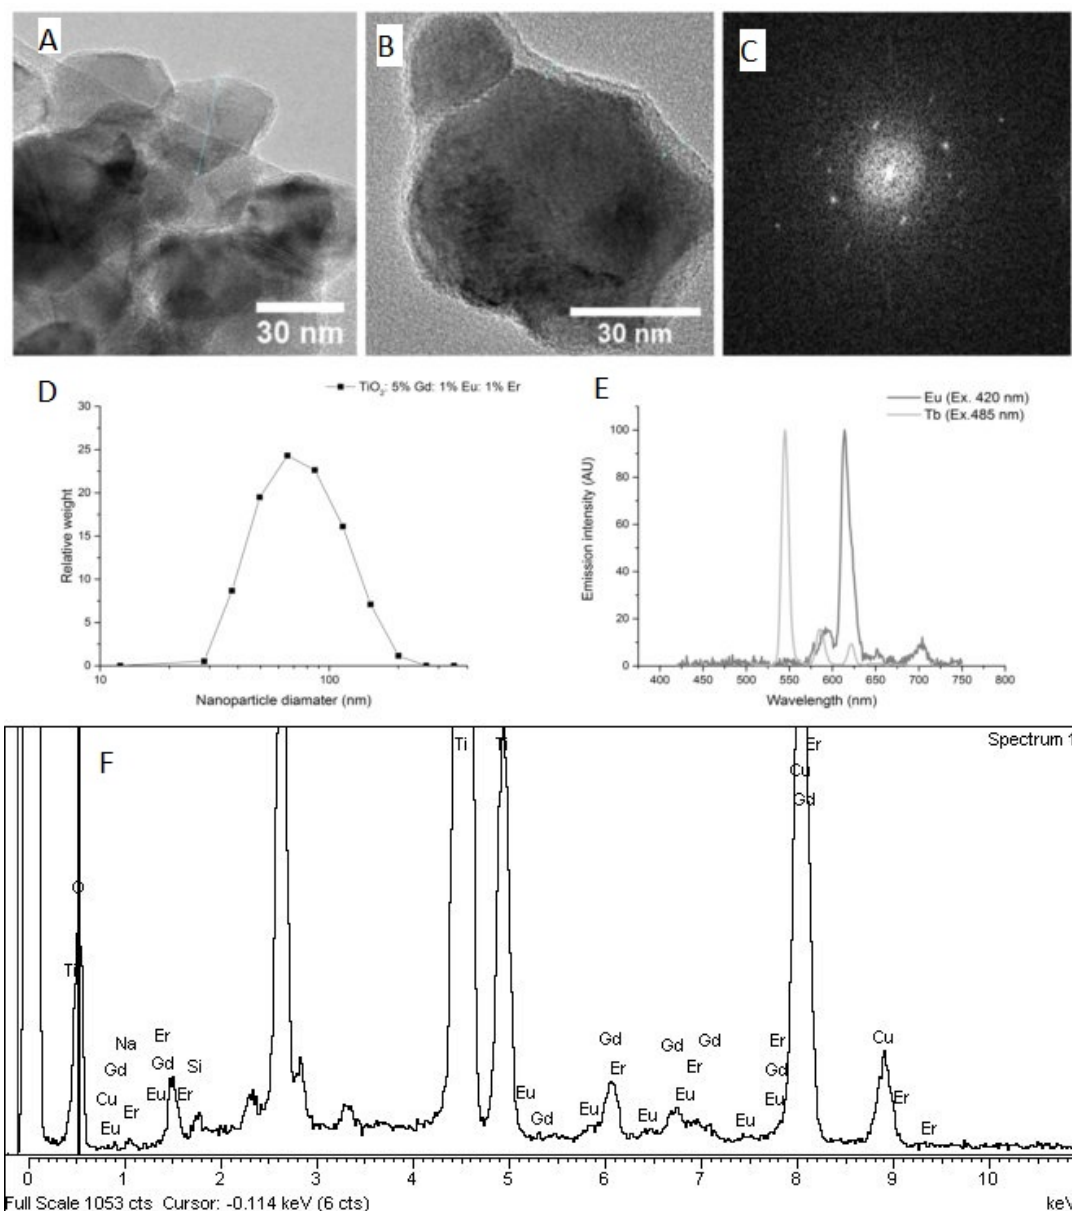 A
B
C
30 nm
30 nm
D
TiO2: 5% Gd: 1% Eu: 1% Er
30
25
20
15
10
5
0
Relative weight
10
100
Nanoparticle diamater (nm)
E
Eu (Ex. 420 nm)
Tb (Ex.485 nm)
100
80
60
40
20
0
Emission intensity (AU)
400 450 500 550 600 650 700 750 800
Wavelength (nm)
F
Spectrum 1
Ti
Ti
Er
Cu
Gd
O
Ti
Na
Er
Gd
Gd
Si
Cu
Eu
Er
Er
Eu
Gd
Er
Eu
Gd
Eu
Eu
Gd
Gd
Er
Eu
Er
Gd
Eu
Eu
Cu
Er
Er
0 1 2 3 4 5 6 7 8 9 10
Full Scale 1053 cts Cursor: -0.114 keV (6 cts)
keV